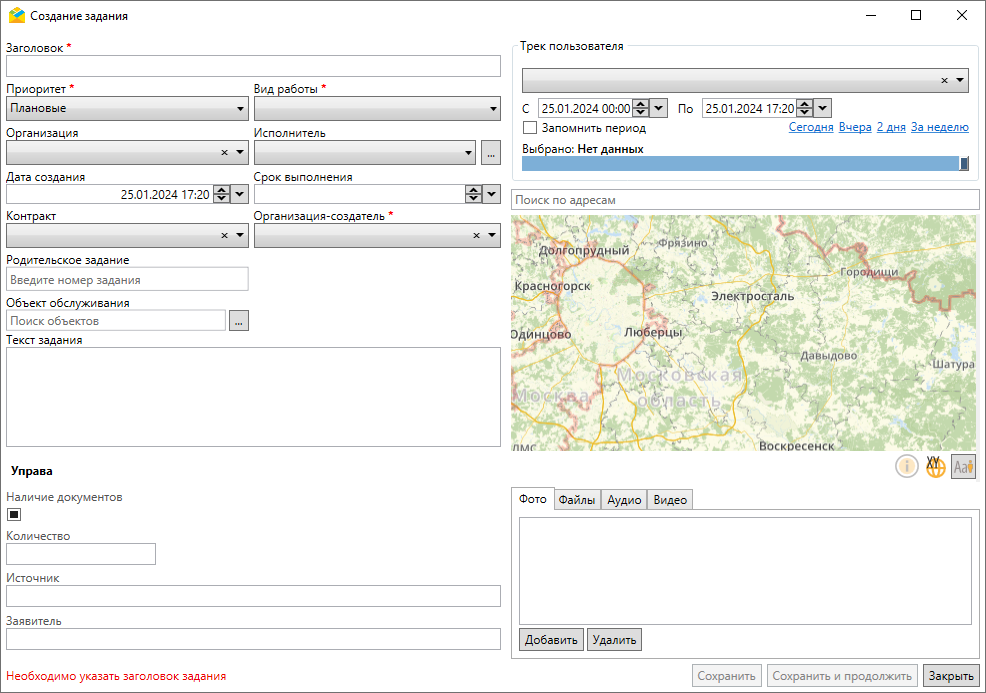 Создание задания
Заголовок *
Приоритет * Вид работы *
Плановые
Организация Исполнитель
...
Дата создания Срок выполнения
25.01.2024 17:20
Контракт Организация-создатель *
Родительское задание
Введите номер задания
Объект обслуживания
Поиск объектов ...
Текст задания
Управа
Наличие документов
Количество
Источник
Заявитель
Необходимо указать заголовок задания
Трек пользователя
С 25.01.2024 00:00 По 25.01.2024 17:20
Запомнить период Сегодня Вчера 2 дня За неделю
Выбрано: Нет данных
Поиск по адресам
Фрязино
Долгопрудный
Городищи
Красногорск
Электросталь
Одинцово Люберцы
Давыдово
Шатура
Московская
Москва область
Воскресенск
i XY Aa
Фото Файлы Аудио Видео
Добавить Удалить
Сохранить Сохранить и продолжить Закрыть